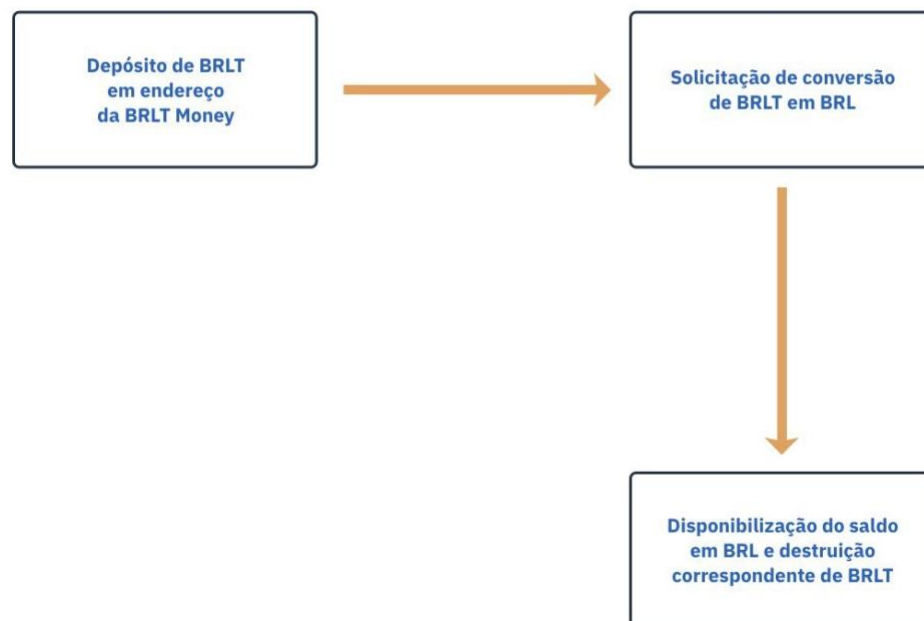 Depósito de BRLT
em endereço
da BRLT Money
Solicitação de conversão
de BRLT em BRL
Disponibilização do saldo
em BRL e destruição
correspondente de BRLT